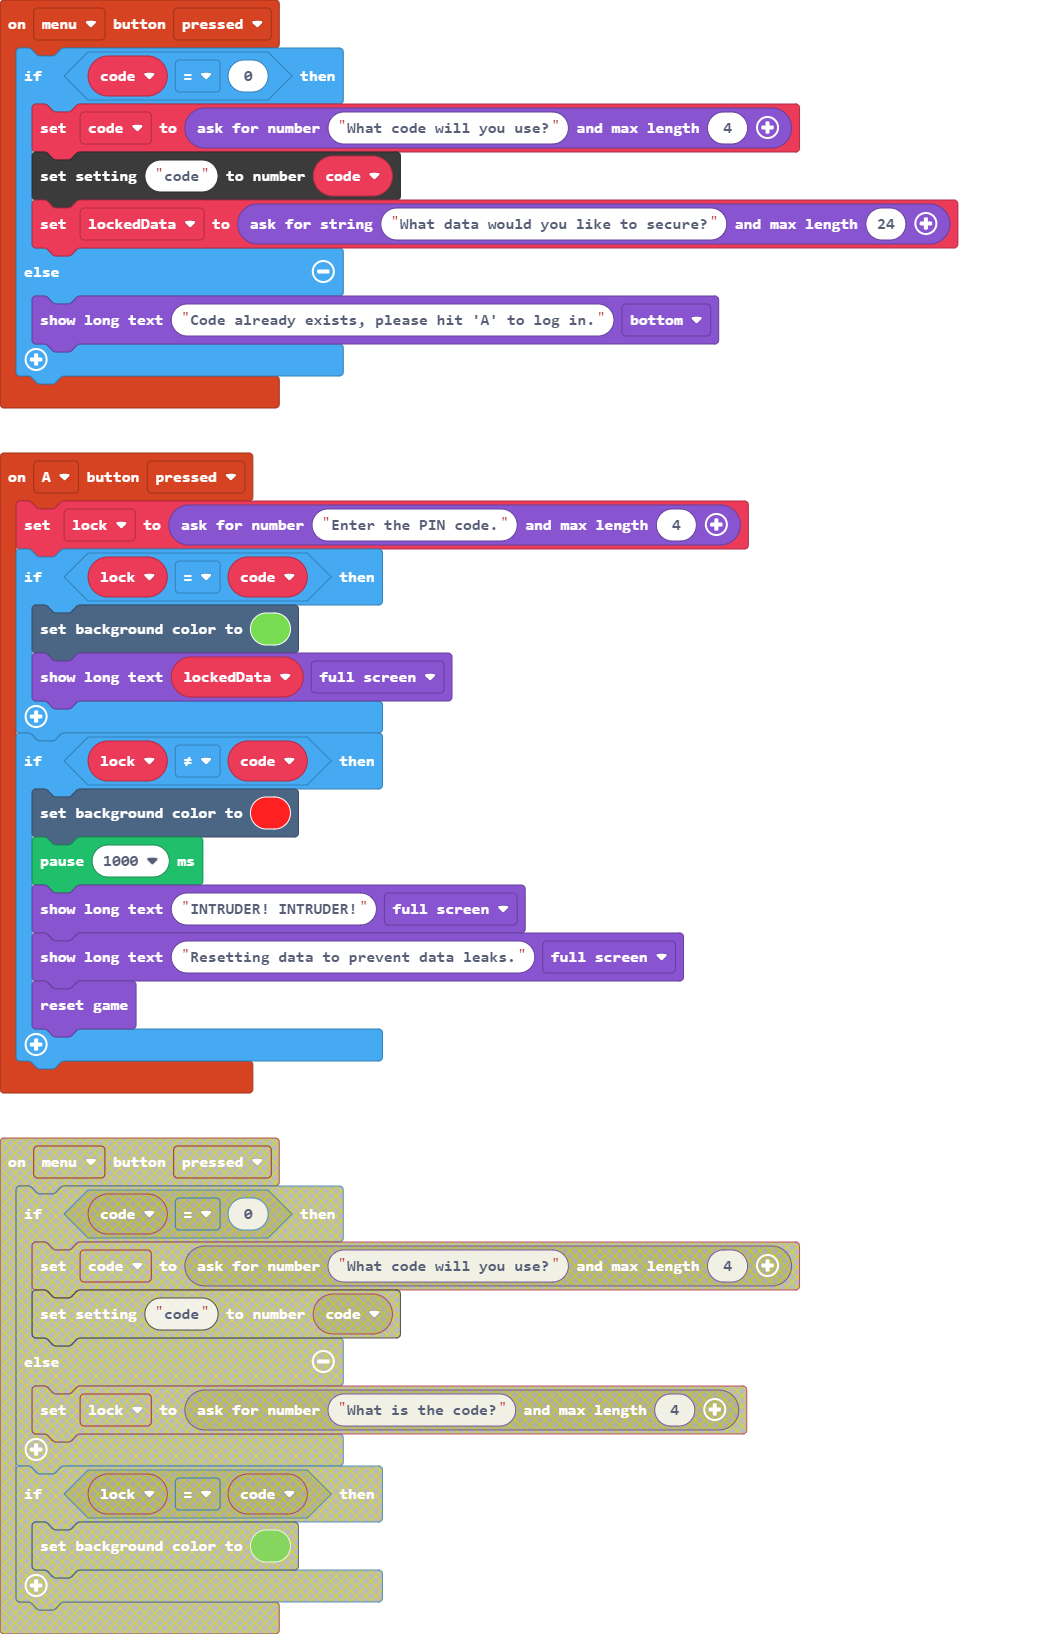 on menu button pressed
if code = 0 then
set code to ask for number "What code will you use?" and max length 4
set setting "code" to number code
set lockedData to ask for string "What data would you like to secure?" and max length 24
else
show long text "Code already exists, please hit 'A' to log in." bottom
on A button pressed
set lock to ask for number "Enter the PIN code." and max length 4
if lock = code then
set background color to
show long text lockedData full screen
if lock ≠ code then
set background color to
pause 1000 ms
show long text "INTRUDER! INTRUDER!" full screen
show long text "Resetting data to prevent data leaks." full screen
reset game
on menu button pressed
if code = 0 then
set code to ask for number "What code will you use?" and max length 4
set setting "code" to number code
else
set lock to ask for number "What is the code?" and max length 4
if lock = code then
set background color to